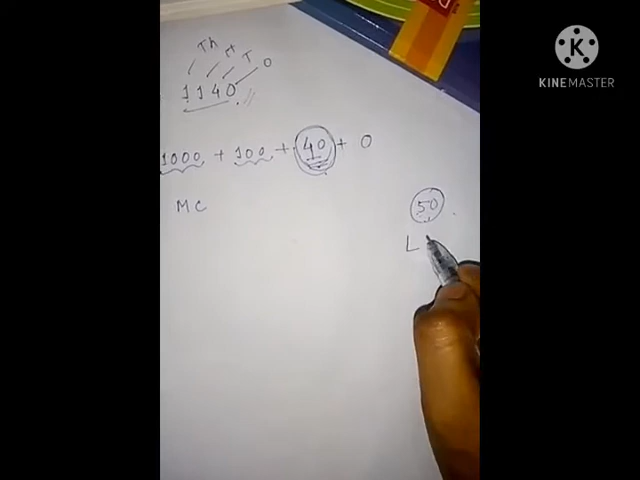 Th H T O
1140
1000 + 100 + 40 + 0
MC
50
L
K
KINEMASTER